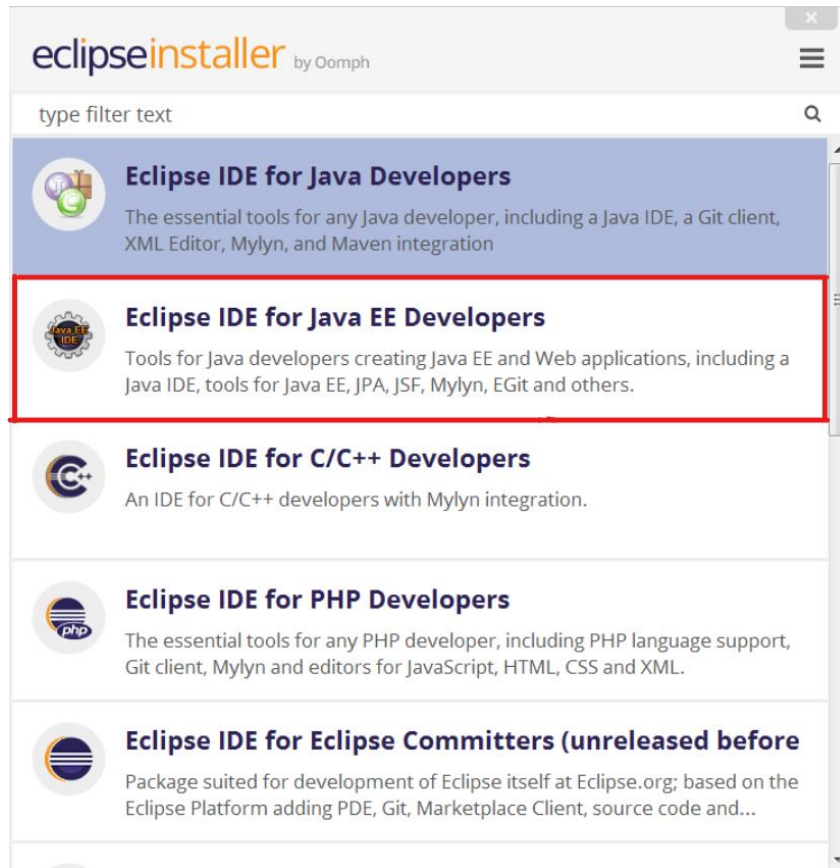 eclipseinstaller by Oomph
type filter text
Eclipse IDE for Java Developers
The essential tools for any Java developer, including a Java IDE, a Git client,
XML Editor, Mylyn, and Maven integration
Java EE
IDE
Eclipse IDE for Java EE Developers
Tools for Java developers creating Java EE and Web applications, including a
Java IDE, tools for Java EE, JPA, JSF, Mylyn, EGit and others.
C++
Eclipse IDE for C/C++ Developers
An IDE for C/C++ developers with Mylyn integration.
php
Eclipse IDE for PHP Developers
The essential tools for any PHP developer, including PHP language support,
Git client, Mylyn and editors for JavaScript, HTML, CSS and XML.
Eclipse IDE for Eclipse Committers (unreleased before
Package suited for development of Eclipse itself at Eclipse.org; based on the
Eclipse Platform adding PDE, Git, Marketplace Client, source code and...